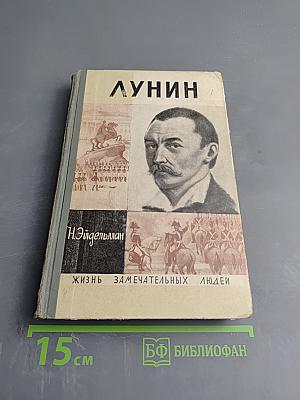 ЛУНИН
Н. Эйдельман
ЖИЗНЬ ЗАМЕЧАТЕЛЬНЫХ ЛЮДЕЙ
15 см
БФ БИБЛИОФАН